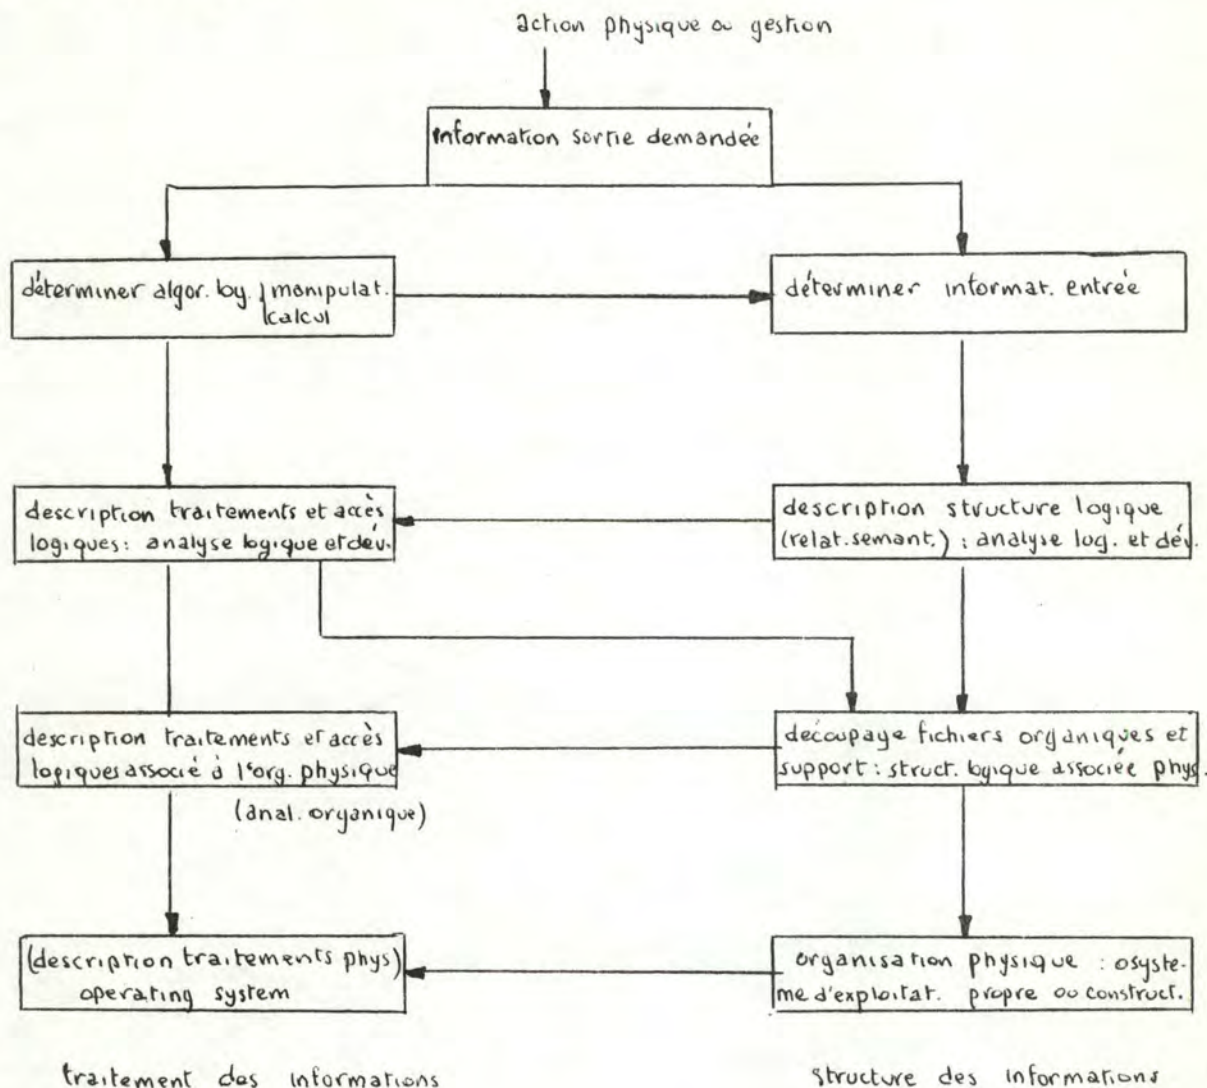 action physique ou gestion
information sortie demandée
déterminer algor. log. manipulat.
calcul
déterminer informat. entrée
description traitements et accès
logiques : analyse logique et dév.
description structure logique
(relat. semant.) : analyse log. et dév.
description traitements et accès
logiques associé à l'org. physique
(anal. organique)
découpage fichiers organiques et
support : struct. logique associée phys.
(description traitements phys)
operating system
organisation physique : osyste-
me d'exploitat. propre ou construct.
traitement des informations
structure des informations